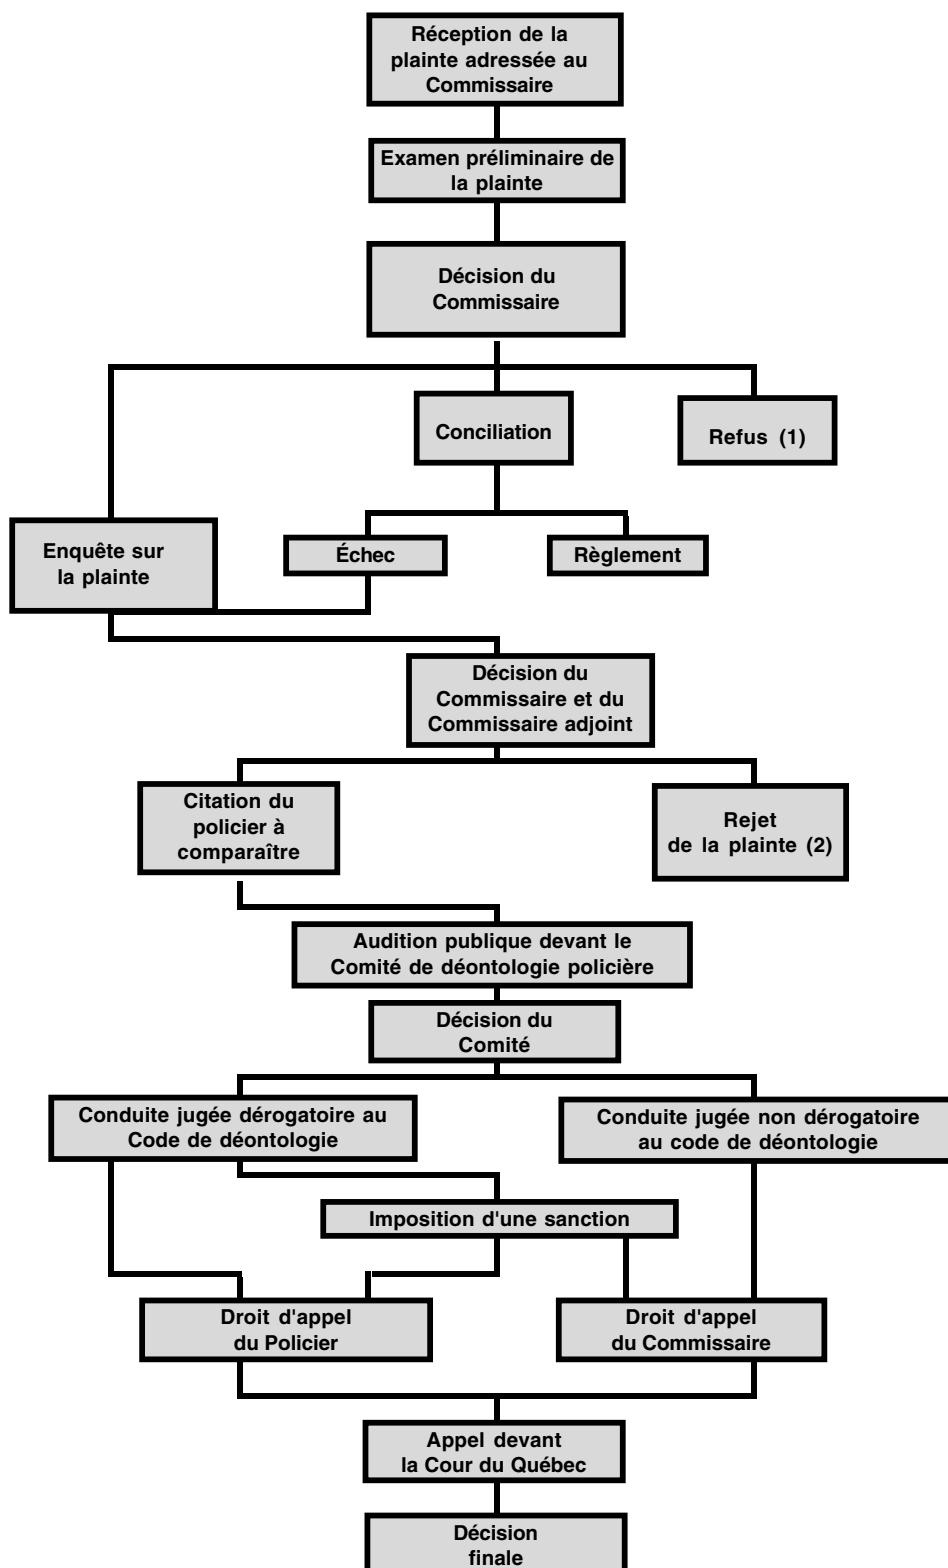 Réception de la
plainte adressée au
Commissaire
Examen préliminaire de
la plainte
Décision du
Commissaire
Conciliation
Refus (1)
Enquête sur
la plainte
Échec
Règlement
Décision du
Commissaire et du
Commissaire adjoint
Citation du
policier à
comparaître
Rejet
de la plainte (2)
Audition publique devant le
Comité de déontologie policière
Décision du
Comité
Conduite jugée dérogatoire au
Code de déontologie
Conduite jugée non dérogatoire
au code de déontologie
Imposition d'une sanction
Droit d'appel
du Policier
Droit d'appel
du Commissaire
Appel devant
la Cour du Québec
Décision
finale